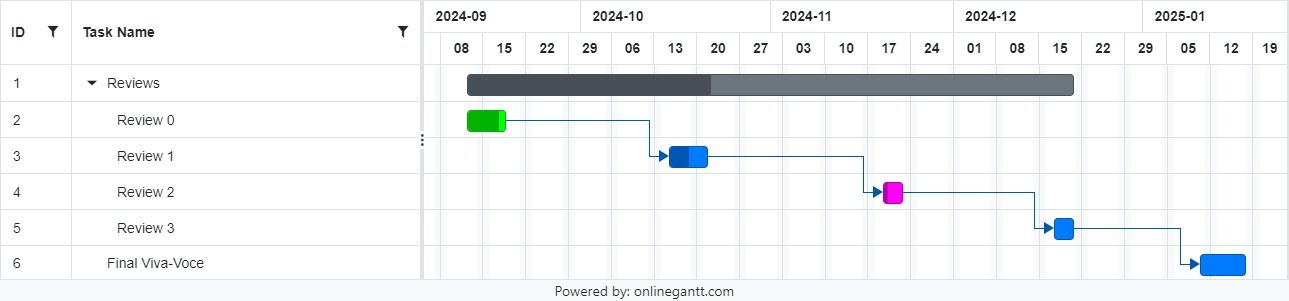 ID Task Name 2024-09 2024-10 2024-11 2024-12 2025-01
08 15 22 29 06 13 20 27 03 10 17 24 01 08 15 22 29 05 12 19
1 Reviews
2 Review 0
3 Review 1
4 Review 2
5 Review 3
6 Final Viva-Voce
Powered by: onlinegantt.com